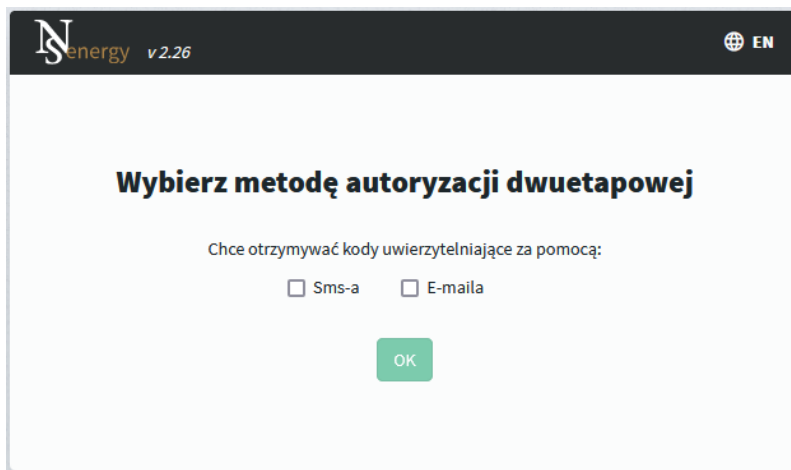 NSenergy v 2.26 EN
Wybierz metodę autoryzacji dwuetapowej
Chce otrzymywać kody uwierzytelniające za pomocą:
Sms-a E-maila
OK